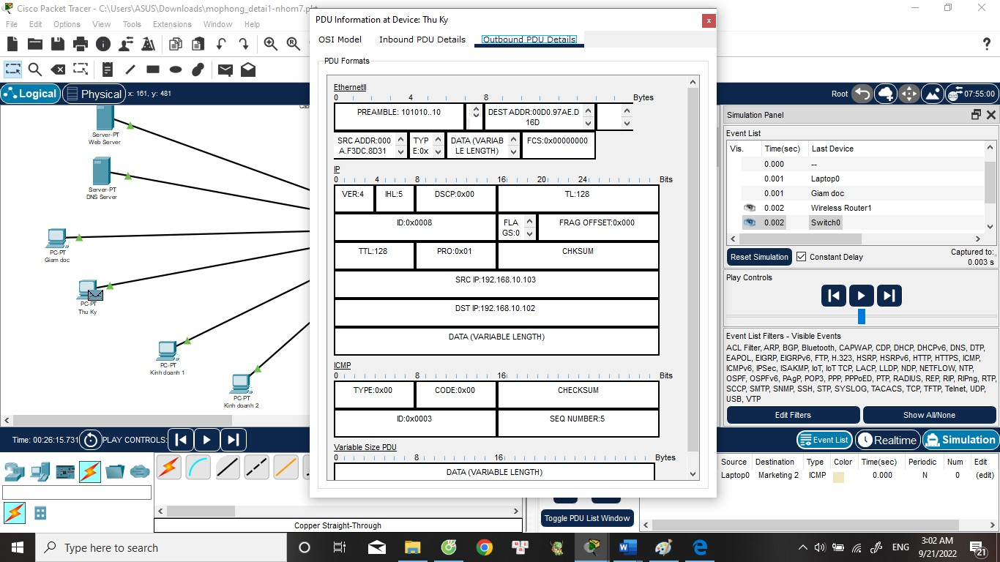 Cisco Packet Tracer - C:\Users\ASUS\Downloads\mophong_detai1-nhom7.pkt
File Edit Options View Tools Extensions Window Help
Logical
Physical
x: 161, y: 481
Root
07:55:00
Server-PT
Web Server
Server-PT
DNS Server
PC-PT
Giam doc
PC-PT
Thu Ky
PC-PT
Kinh doanh 1
PC-PT
Kinh doanh 2
PDU Information at Device: Thu Ky
OSI Model Inbound PDU Details Outbound PDU Details
PDU Formats
EthernetII
0 4 8 Bytes
PREAMBLE: 101010..10
DEST ADDR:00D0.97AE.D
16D
SRC ADDR:000
A.F3DC.8D31
TYP
E:0x
DATA (VARIAB
LE LENGTH)
FCS:0x00000000
IP
0 4 8 16 20 24 Bits
VER:4 IHL:5 DSCP:0x00 TL:128
ID:0x0008
FLA
GS:0
FRAG OFFSET:0x000
TTL:128 PRO:0x01 CHKSUM
SRC IP:192.168.10.103
DST IP:192.168.10.102
DATA (VARIABLE LENGTH)
ICMP
0 8 16 Bits
TYPE:0x00 CODE:0x00 CHECKSUM
ID:0x0003 SEQ NUMBER:5
Variable Size PDU
0 8 16 Bytes
DATA (VARIABLE LENGTH)
Simulation Panel
Event List
Vis. Time(sec) Last Device
0.000 --
0.001 Laptop0
0.001 Giam doc
0.002 Wireless Router1
0.002 Switch0
Reset Simulation
Constant Delay
Captured to:
0.003 s
Play Controls
Event List Filters - Visible Events
ACL Filter, ARP, BGP, Bluetooth, CAPWAP, CDP, DHCP, DHCPv6, DNS, DTP,
EAPOL, EIGRP, EIGRPv6, FTP, H.323, HSRP, HSRPv6, HTTP, HTTPS, ICMP,
ICMPv6, IPSec, ISAKMP, IoT, IoT TCP, LACP, LLDP, NDP, NETFLOW, NTP,
OSPF, OSPFv6, PAgP, POP3, PPP, PPPoED, PTP, RADIUS, REP, RIP, RIPng, RTP,
SCCP, SMTP, SNMP, SSH, STP, SYSLOG, TACACS, TCP, TFTP, Telnet, UDP,
USB, VTP
Edit Filters
Show All/None
Time: 00:26:15.731
PLAY CONTROLS:
Event List
Realtime
Simulation
Source Destination Type Color Time(sec) Periodic Num Edit
Laptop0 Marketing 2 ICMP 0.000 N 0 (edit)
Copper Straight-Through
Toggle PDU List Window
Type here to search
ENG
3:02 AM
9/21/2022
21